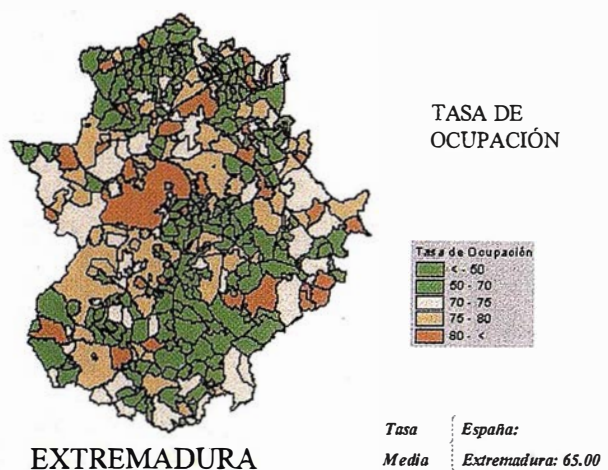 TASA DE
OCUPACIÓN
Tasa de Ocupación
< - 50
50 - 70
70 - 75
75 - 80
80 - <
Tasa España:
Media Extremadura: 65.00
EXTREMADURA